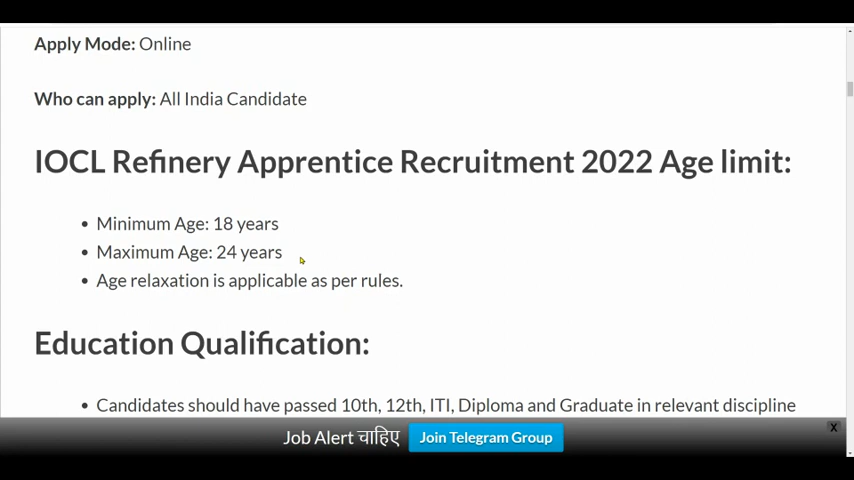 Apply Mode: Online
Who can apply: All India Candidate
IOCL Refinery Apprentice Recruitment 2022 Age limit:
Minimum Age: 18 years
Maximum Age: 24 years
Age relaxation is applicable as per rules.
Education Qualification:
Candidates should have passed 10th, 12th, ITI, Diploma and Graduate in relevant discipline
X
Job Alert चाहिए Join Telegram Group